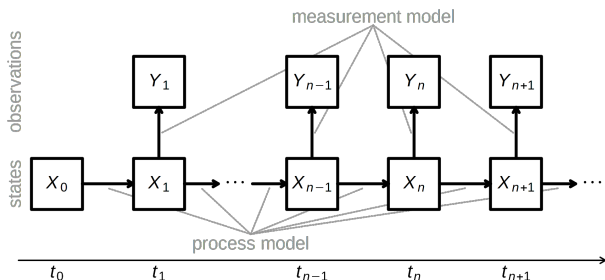 measurement model
observations
Y₁ Yₙ₋₁ Yₙ Yₙ₊₁
states
X₀ X₁ ··· Xₙ₋₁ Xₙ Xₙ₊₁ ···
process model
t₀ t₁ tₙ₋₁ tₙ tₙ₊₁